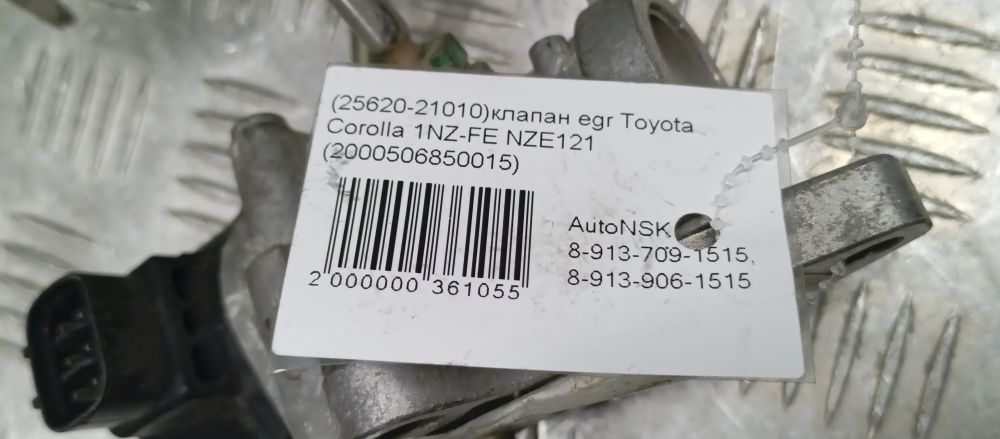 (25620-21010)клапан egr Toyota
Corolla 1NZ-FE NZE121
(2000506850015)
AutoNSK
8-913-709-1515,
8-913-906-1515
2 000000 361055